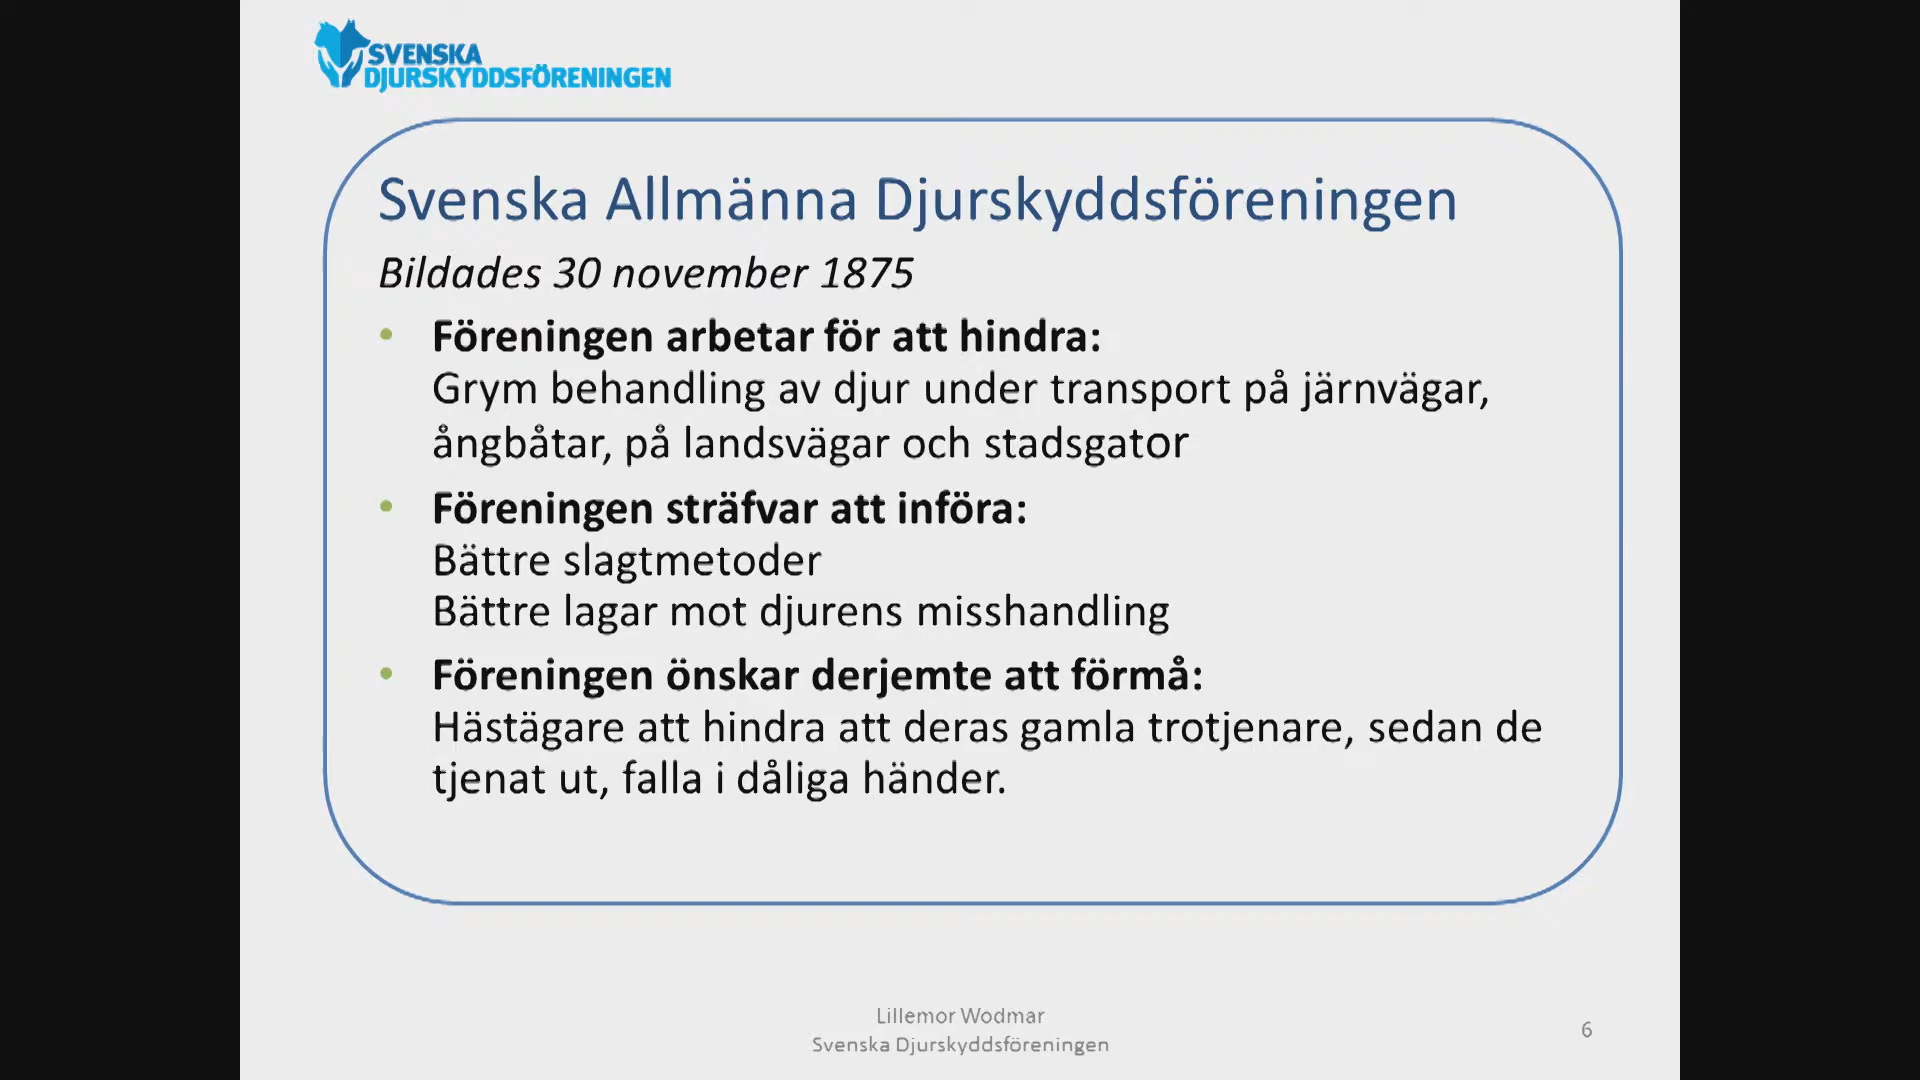 SVENSKA
DJURSKYDDSFÖRENINGEN
Svenska Allmänna Djurskyddsföreningen
Bildades 30 november 1875
• Föreningen arbetar för att hindra:
Grym behandling av djur under transport på järnvägar,
ångbåtar, på landsvägar och stadsgator
• Föreningen sträfvar att införa:
Bättre slagtmetoder
Bättre lagar mot djurens misshandling
• Föreningen önskar derjemte att förmå:
Hästägare att hindra att deras gamla trotjenare, sedan de
tjenat ut, falla i dåliga händer.
Lillemor Wodmar
Svenska Djurskyddsföreningen
6